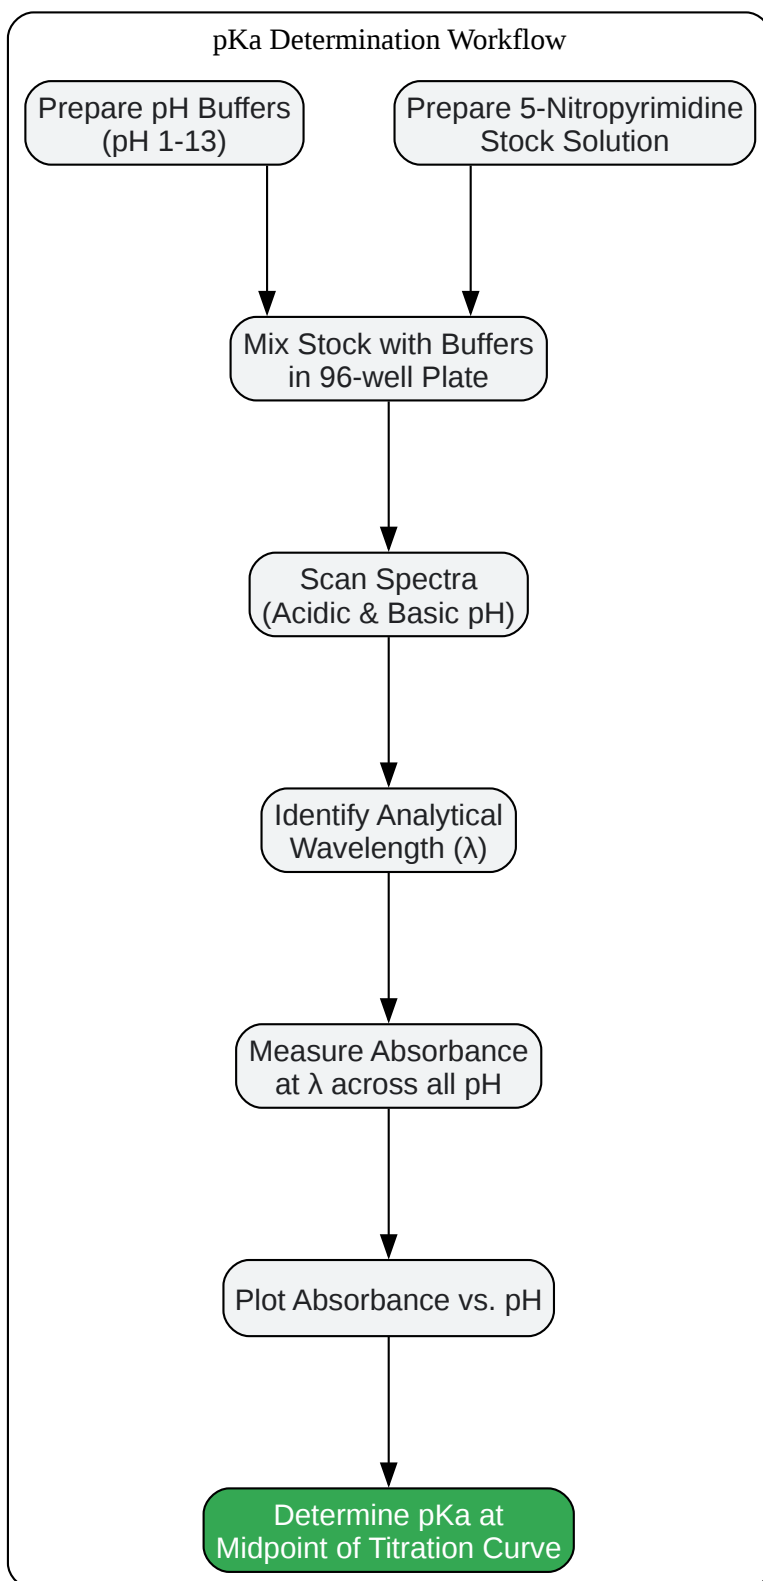 pKa Determination Workflow
Prepare pH Buffers
(pH 1-13)
Prepare 5-Nitropyrimidine
Stock Solution
Mix Stock with Buffers
in 96-well Plate
Scan Spectra
(Acidic & Basic pH)
Identify Analytical
Wavelength (λ)
Measure Absorbance
at λ across all pH
Plot Absorbance vs. pH
Determine pKa at
Midpoint of Titration Curve